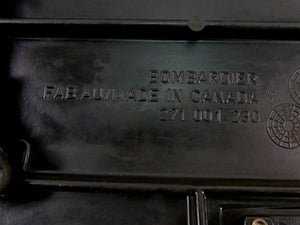 BOMBARDIER
FAB.AU/MADE IN CANADA
271 001 230